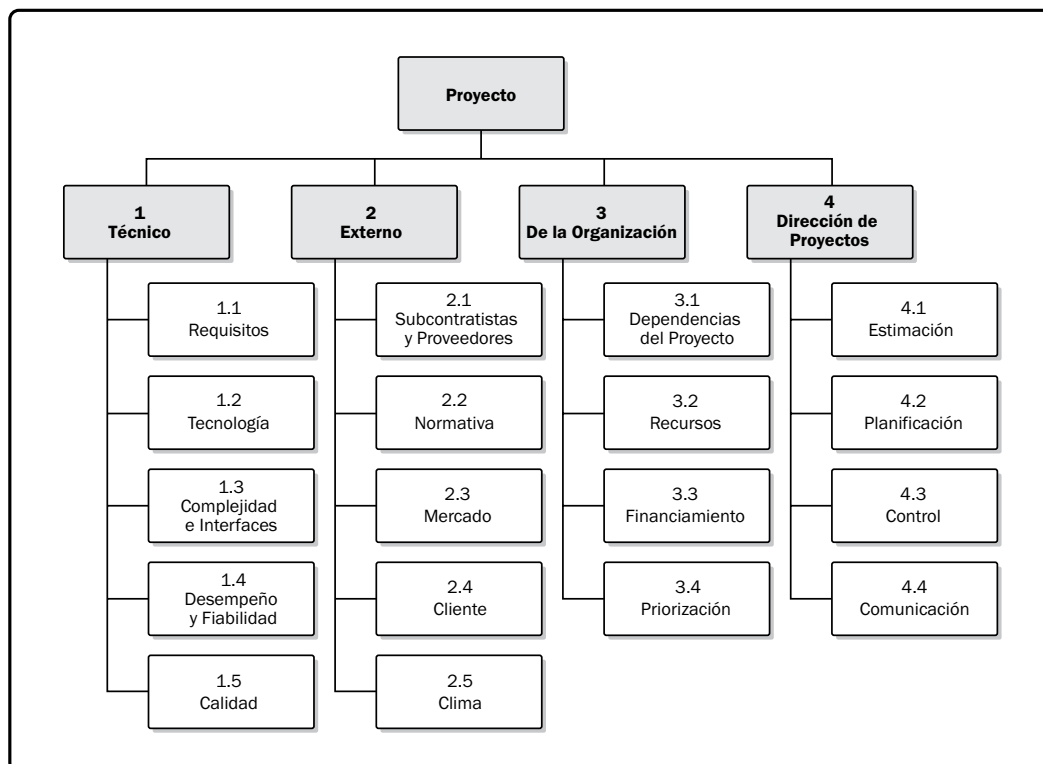 Proyecto
1
Técnico
2
Externo
3
De la Organización
4
Dirección de
Proyectos
1.1
Requisitos
1.2
Tecnología
1.3
Complejidad
e Interfaces
1.4
Desempeño
y Fiabilidad
1.5
Calidad
2.1
Subcontratistas
y Proveedores
2.2
Normativa
2.3
Mercado
2.4
Cliente
2.5
Clima
3.1
Dependencias
del Proyecto
3.2
Recursos
3.3
Financiamiento
3.4
Priorización
4.1
Estimación
4.2
Planificación
4.3
Control
4.4
Comunicación